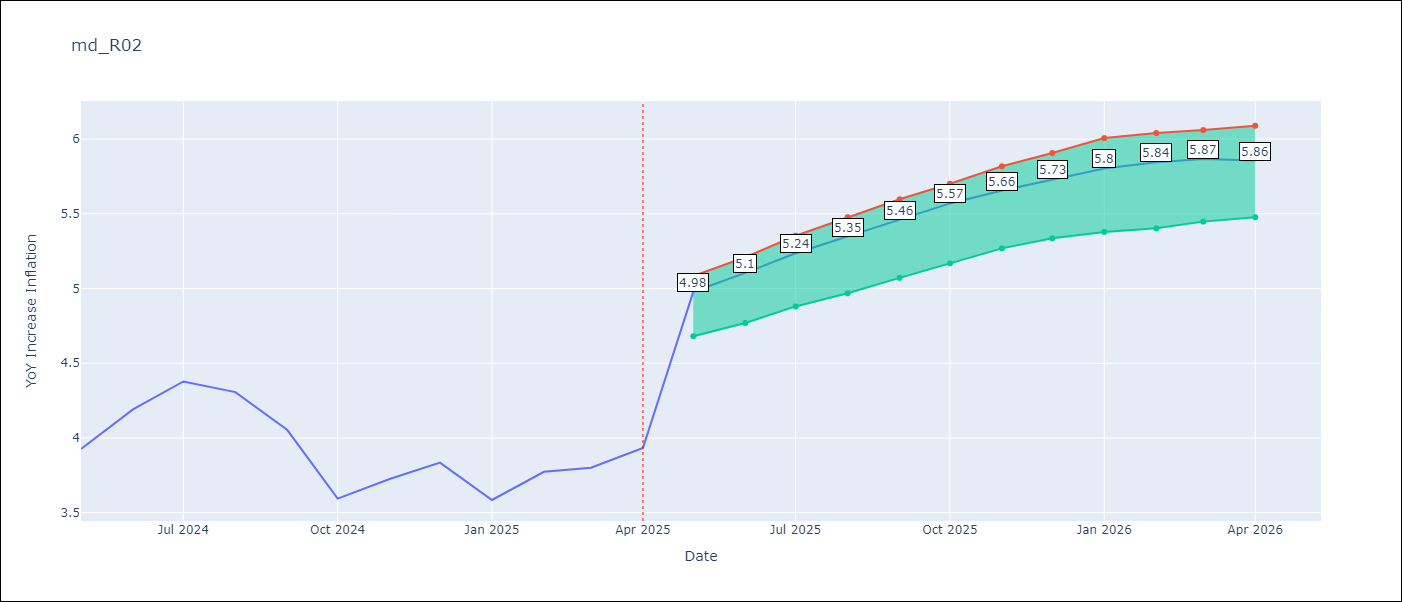 md_R02
YoY Increase Inflation
6
5.5
5
4.5
4
3.5
4.98
5.1
5.24
5.35
5.46
5.57
5.66
5.73
5.8
5.84
5.87
5.86
Jul 2024
Oct 2024
Jan 2025
Apr 2025
Jul 2025
Oct 2025
Jan 2026
Apr 2026
Date